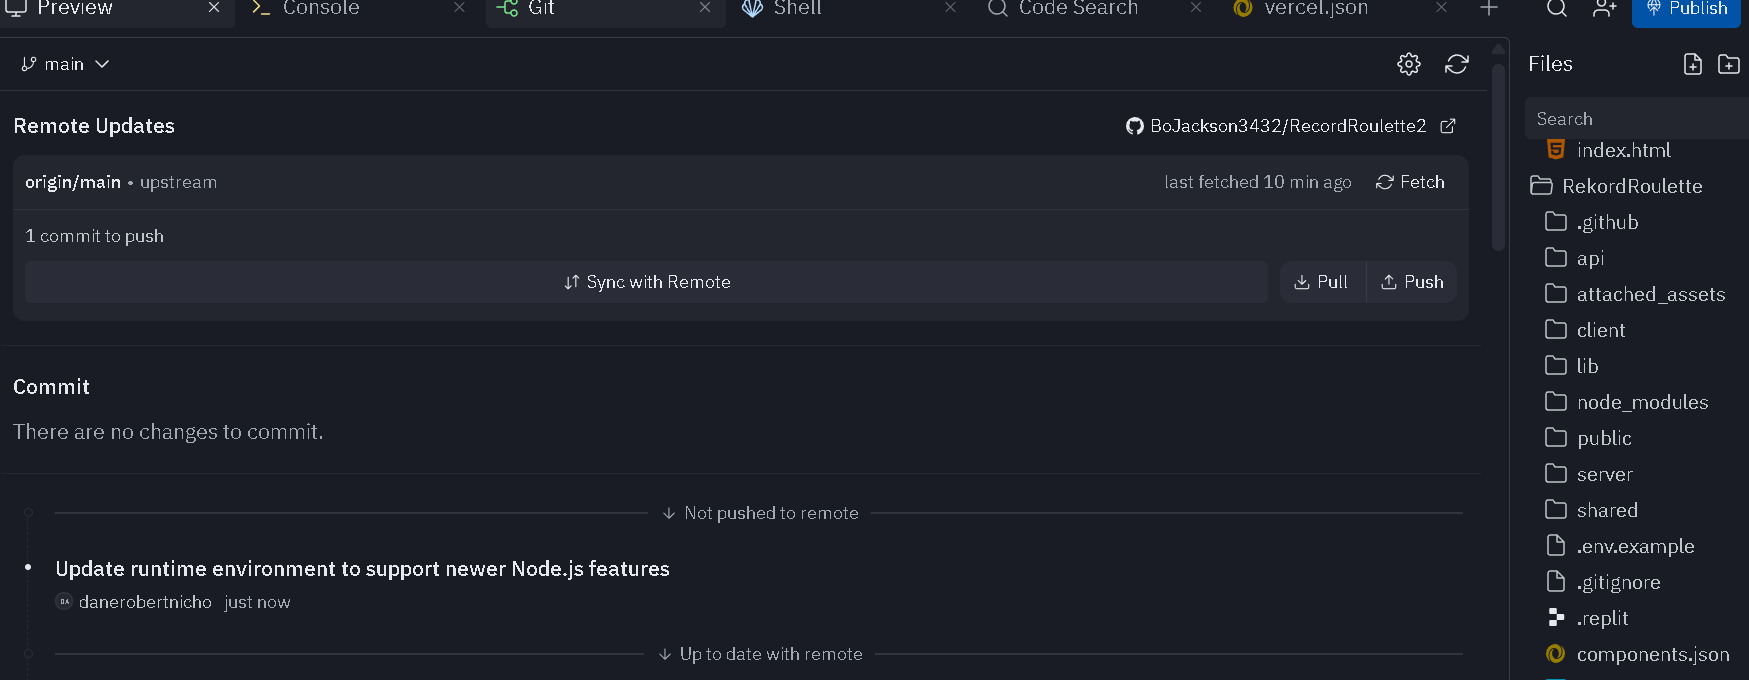 Preview
Console
Git
Shell
Code Search
vercel.json
Publish
main
Files
Remote Updates
BoJackson3432/RecordRoulette2
Search
index.html
origin/main • upstream
last fetched 10 min ago
Fetch
RekordRoulette
1 commit to push
.github
api
Sync with Remote
Pull
Push
attached_assets
client
lib
Commit
node_modules
There are no changes to commit.
public
server
Not pushed to remote
shared
.env.example
Update runtime environment to support newer Node.js features
.gitignore
DA danerobertnicho just now
.replit
Up to date with remote
components.json